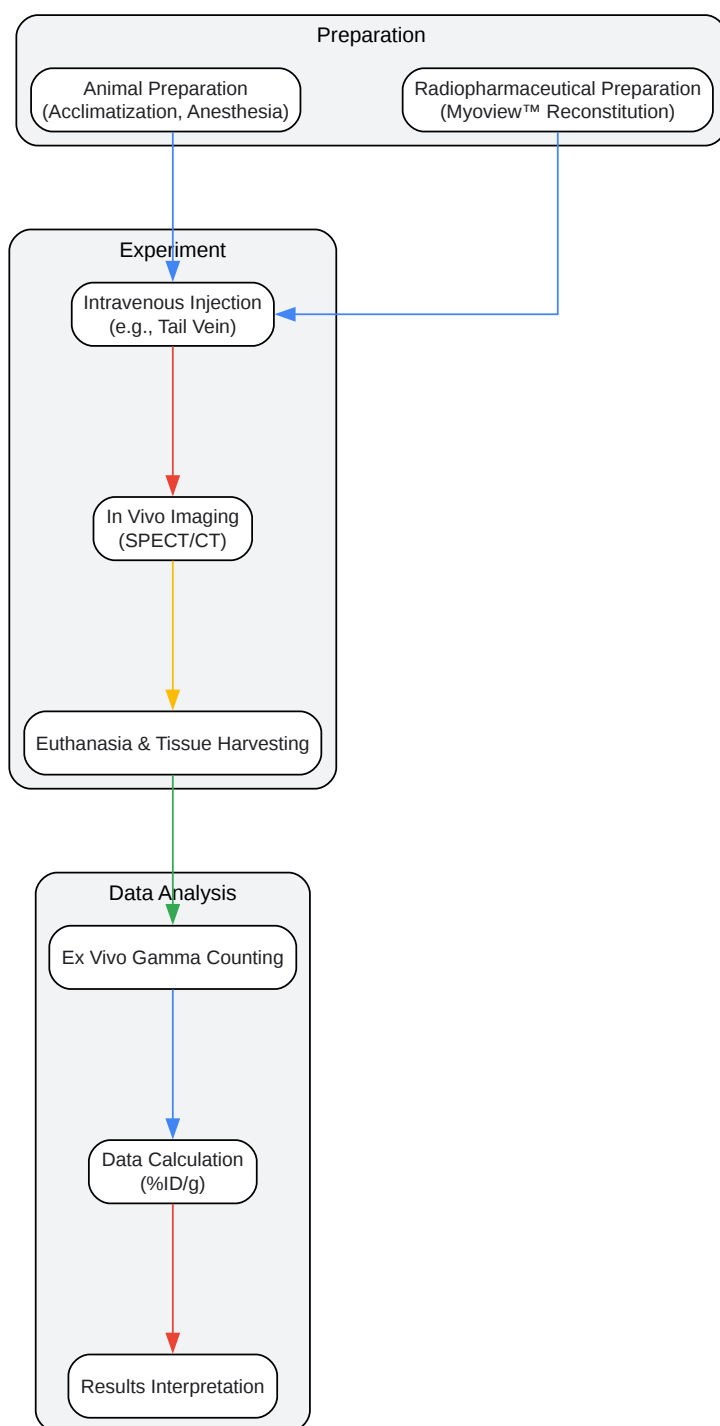 Preparation
Animal Preparation
(Acclimatization, Anesthesia)
Radiopharmaceutical Preparation
(Myoview™ Reconstitution)
Experiment
Intravenous Injection
(e.g., Tail Vein)
In Vivo Imaging
(SPECT/CT)
Euthanasia & Tissue Harvesting
Data Analysis
Ex Vivo Gamma Counting
Data Calculation
(%ID/g)
Results Interpretation